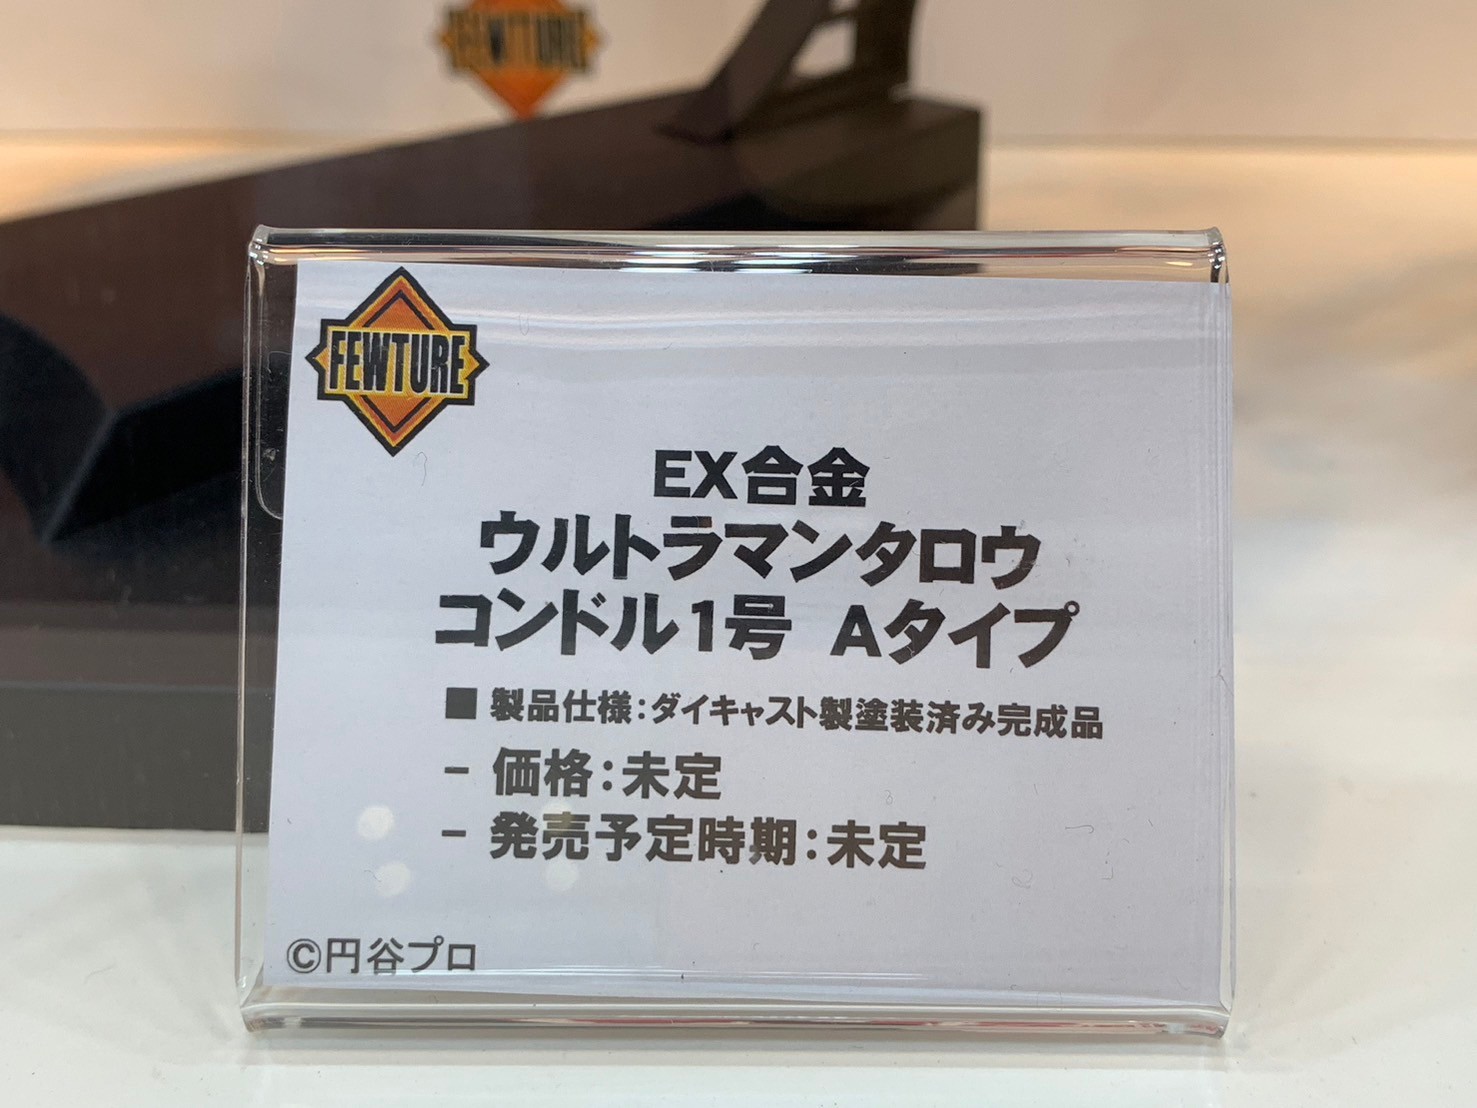 FEWTURE
FEWTURE
EX合金
ウルトラマンタロウ
コンドル1号 Aタイプ
■ 製品仕様：ダイキャスト製塗装済み完成品
－ 価格：未定
－ 発売予定時期：未定
©円谷プロ